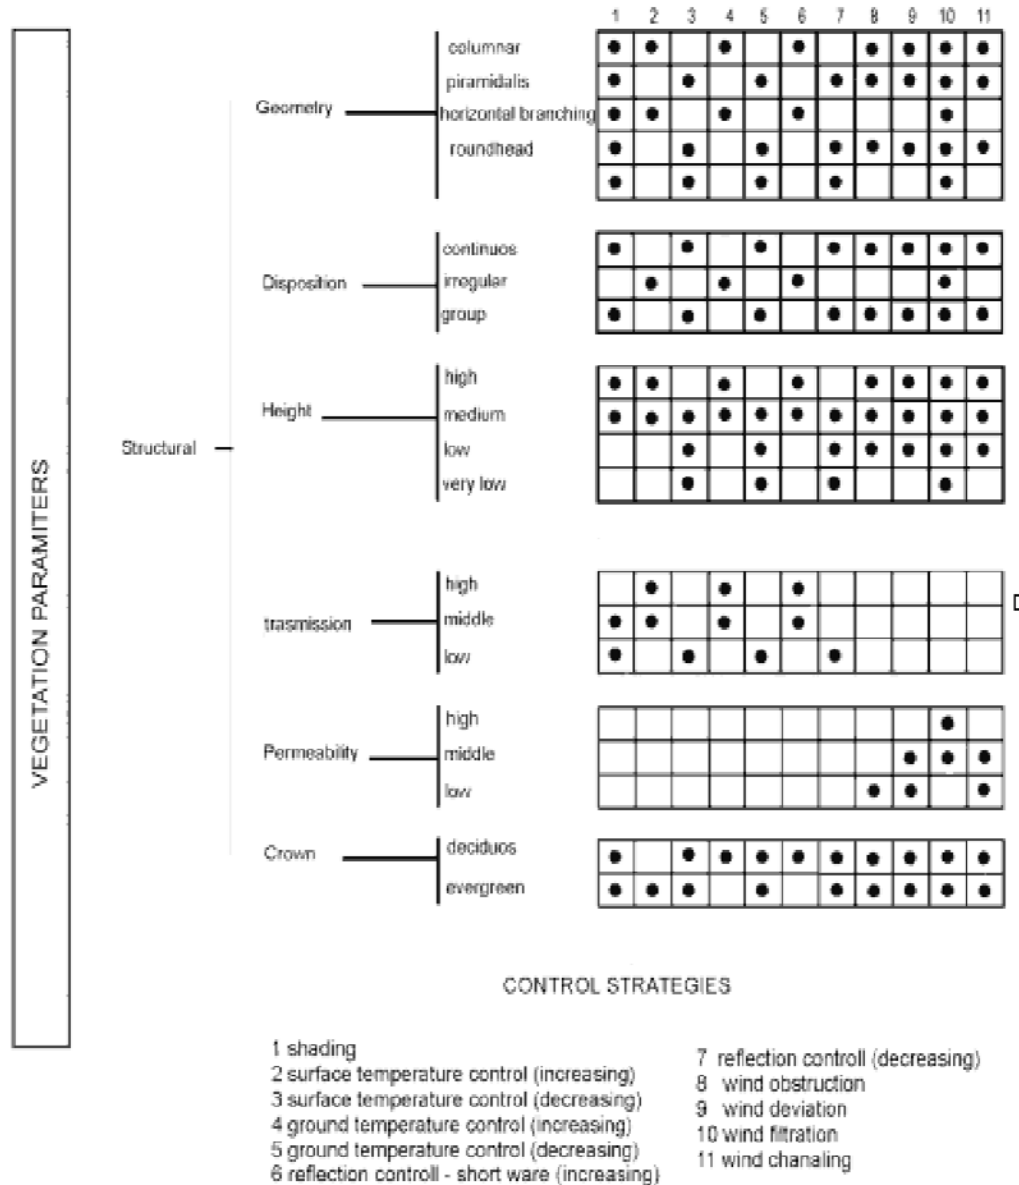 1 2 3 4 5 6 7 8 9 10 11
columnar
piramidalis
Geometry
horizontal branching
roundhead
continuos
Disposition
irregular
group
high
Height
medium
Structural
low
very low
VEGETATION PARAMITERS
high
trasmission
middle
low
high
Permeability
middle
low
Crown
deciduos
evergreen
CONTROL STRATEGIES
1 shading
2 surface temperature control (increasing)
3 surface temperature control (decreasing)
4 ground temperature control (increasing)
5 ground temperature control (decreasing)
6 reflection controll - short ware (increasing)
7 reflection controll (decreasing)
8 wind obstruction
9 wind deviation
10 wind filtration
11 wind chanaling